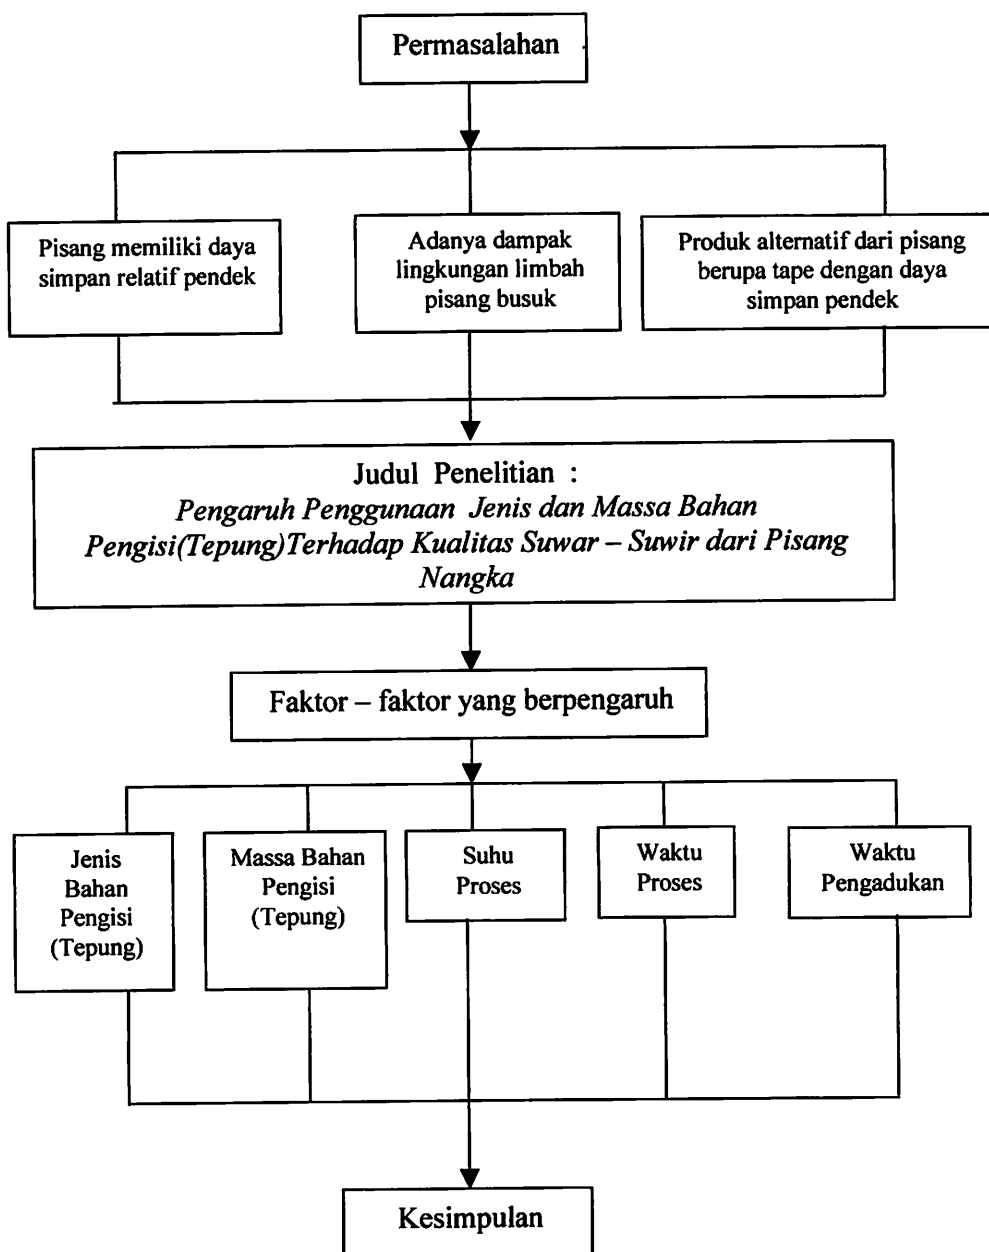 Permasalahan
Pisang memiliki daya
simpan relatif pendek
Adanya dampak
lingkungan limbah
pisang busuk
Produk alternatif dari pisang
berupa tape dengan daya
simpan pendek
Judul Penelitian :
Pengaruh Penggunaan Jenis dan Massa Bahan
Pengisi(Tepung)Terhadap Kualitas Suwar – Suwir dari Pisang
Nangka
Faktor – faktor yang berpengaruh
Jenis
Bahan
Pengisi
(Tepung)
Massa Bahan
Pengisi
(Tepung)
Suhu
Proses
Waktu
Proses
Waktu
Pengadukan
Kesimpulan